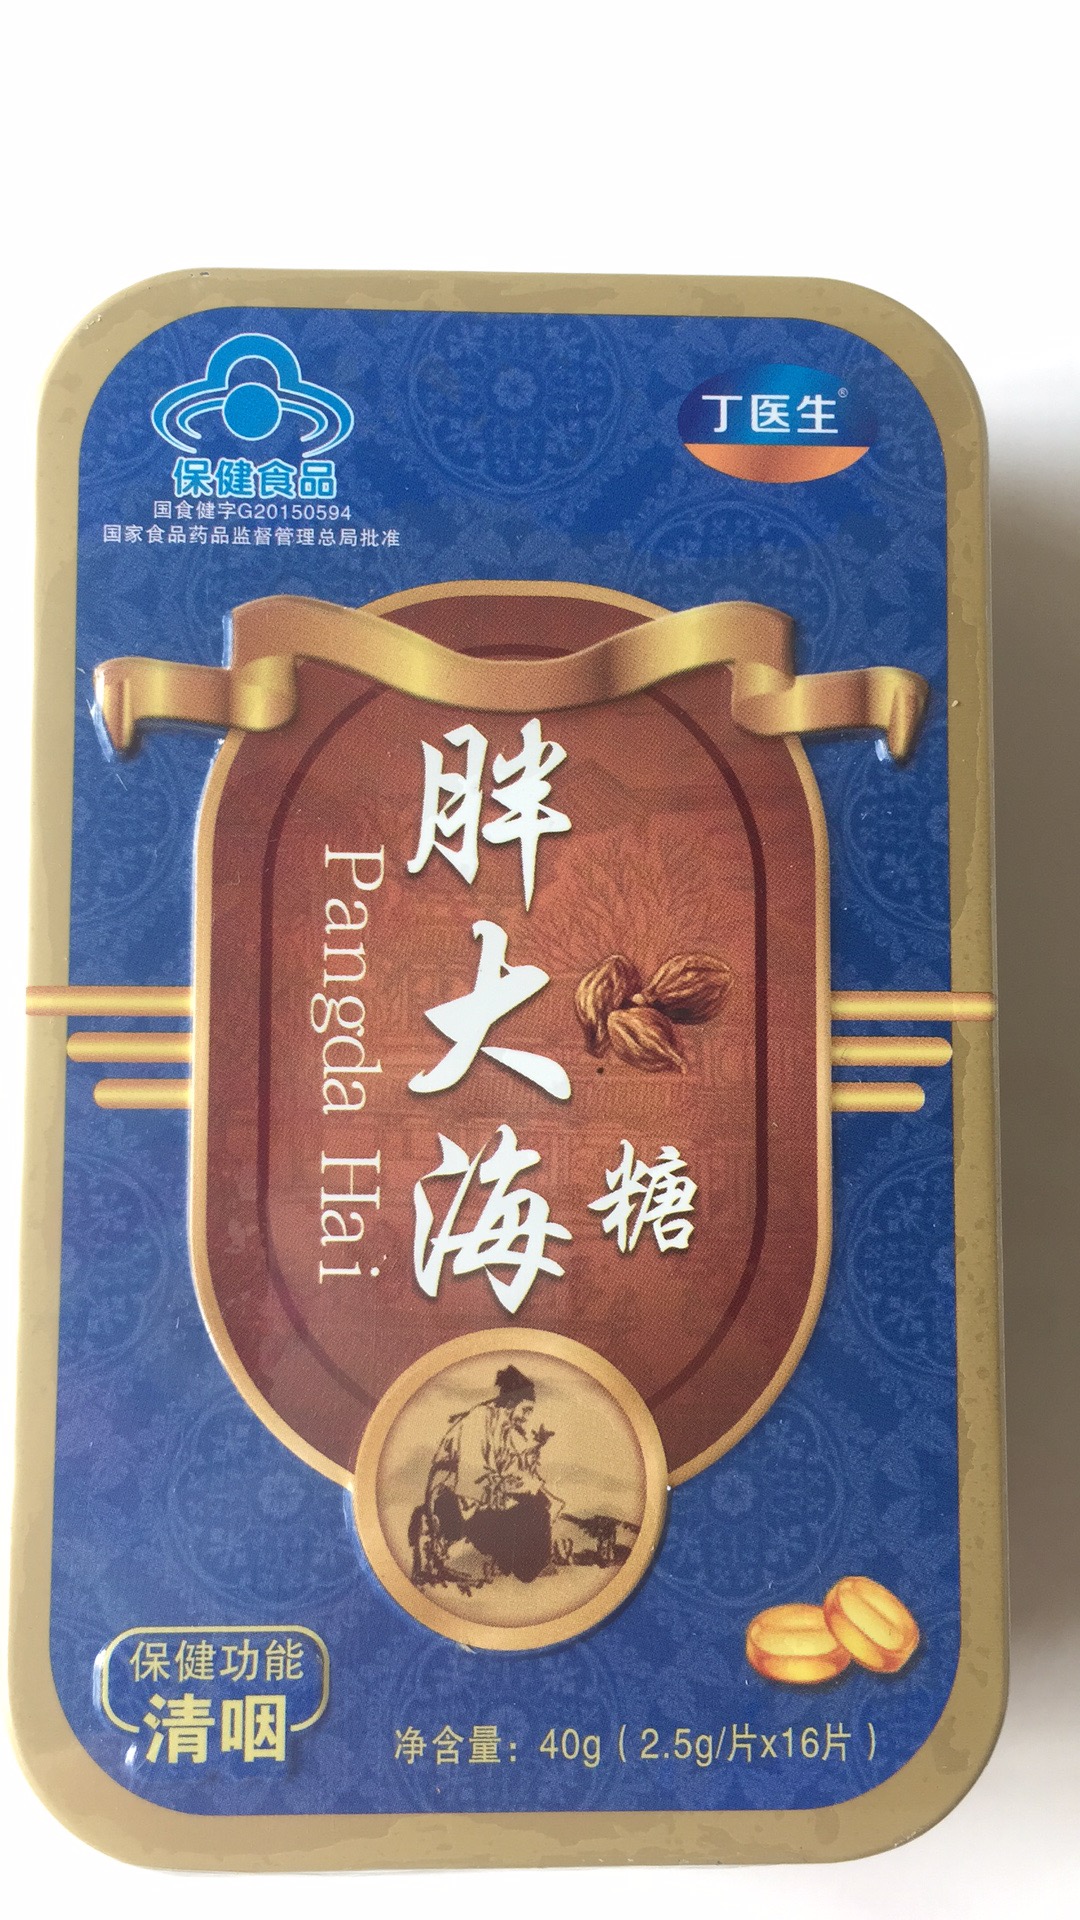 保健食品
国食健字G20150594
国家食品药品监督管理总局批准
丁医生®
胖大海
糖
Pangda Hai
保健功能
清咽
净含量：40g（2.5g/片x16片）